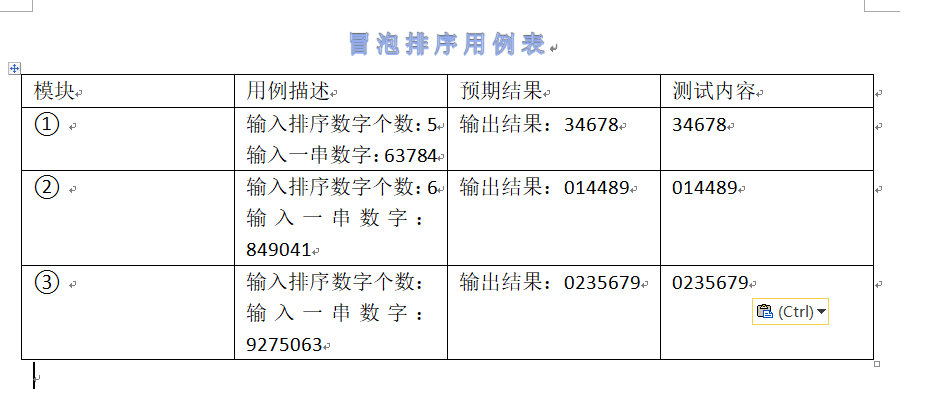 冒泡排序用例表
模块 用例描述 预期结果 测试内容
① 输入排序数字个数：5 输出结果：34678 34678
输入一串数字：63784
② 输入排序数字个数：6 输出结果：014489 014489
输入一串数字：
849041
③ 输入排序数字个数： 输出结果：0235679 0235679
输入一串数字：
9275063
(Ctrl)